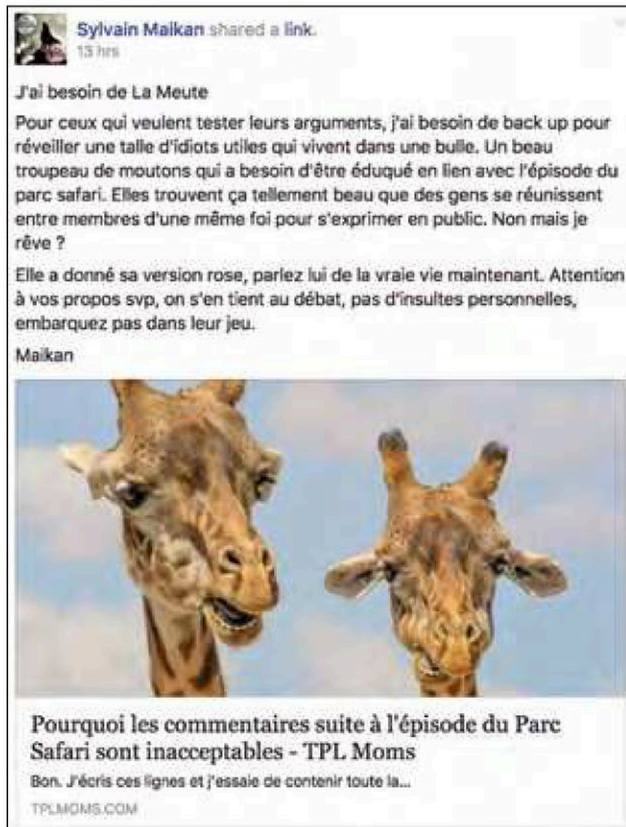 Sylvain Maikan shared a link.
13 hrs
J'ai besoin de La Meute
Pour ceux qui veulent tester leurs arguments, j'ai besoin de back up pour
réveiller une talle d'idiots utiles qui vivent dans une bulle. Un beau
troupeau de moutons qui a besoin d'être éduqué en lien avec l'épisode du
parc safari. Elles trouvent ça tellement beau que des gens se réunissent
entre membres d'une même foi pour s'exprimer en public. Non mais je
rêve ?
Elle a donné sa version rose, parlez lui de la vraie vie maintenant. Attention
à vos propos svp, on s'en tient au débat, pas d'insultes personnelles,
embarquez pas dans leur jeu.
Maikan
Pourquoi les commentaires suite à l'épisode du Parc
Safari sont inacceptables - TPL Moms
Bon. J'écris ces lignes et j'essaie de contenir toute la...
TPLMOMS.COM